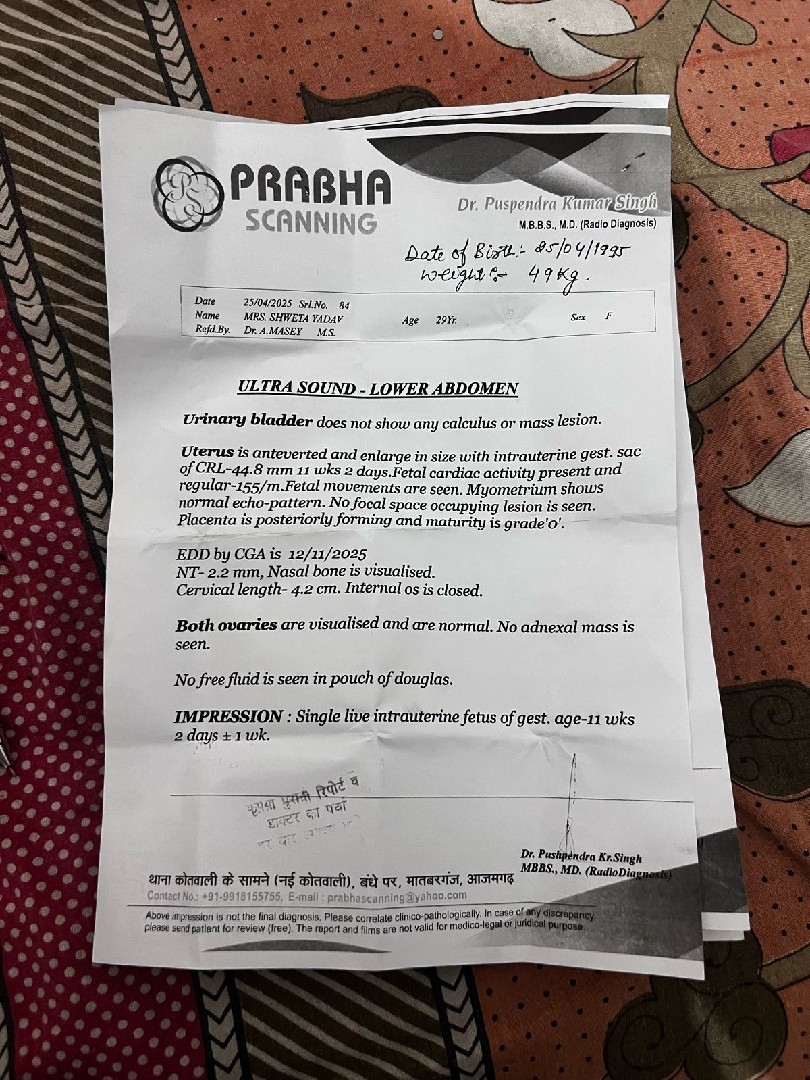 PS
PRABHA
SCANNING
Dr. Puspendra Kumar Singh
M.B.B.S., M.D. (Radio Diagnosis)
Date of Birth:- 05/04/1995
Weight:- 49 Kg.
Date 25/04/2025 Srl.No. 84
Name MRS. SHWETA YADAV Age 29Yr. Sex F
Refd.By. Dr. A.MASEY M.S.
ULTRA SOUND - LOWER ABDOMEN
Urinary bladder does not show any calculus or mass lesion.
Uterus is anteverted and enlarge in size with intrauterine gest. sac
of CRL-44.8 mm 11 wks 2 days.Fetal cardiac activity present and
regular-155/m.Fetal movements are seen. Myometrium shows
normal echo-pattern. No focal space occupying lesion is seen.
Placenta is posteriorly forming and maturity is grade'o'.
EDD by CGA is 12/11/2025
NT- 2.2 mm, Nasal bone is visualised.
Cervical length- 4.2 cm. Internal os is closed.
Both ovaries are visualised and are normal. No adnexal mass is
seen.
No free fluid is seen in pouch of douglas.
IMPRESSION : Single live intrauterine fetus of gest. age-11 wks
2 days ± 1 wk.
कृपया पुरानी रिपोर्ट व
डाक्टर का पर्चा
Dr. Pushpendra Kr.Singh
MBBS., MD. (RadioDiagnosis)
थाना कोतवाली के सामने (नई कोतवाली), बंधे पर, मातबरगंज, आजमगढ़
Contact No.: +91-9918155755, E-mail : prabhascanning@yahoo.com
Above impression is not the final diagnosis. Please correlate clinico-pathologically. In case of any discrepancy
please send patient for review (free). The report and films are not valid for medico-legal or juridical purpose.